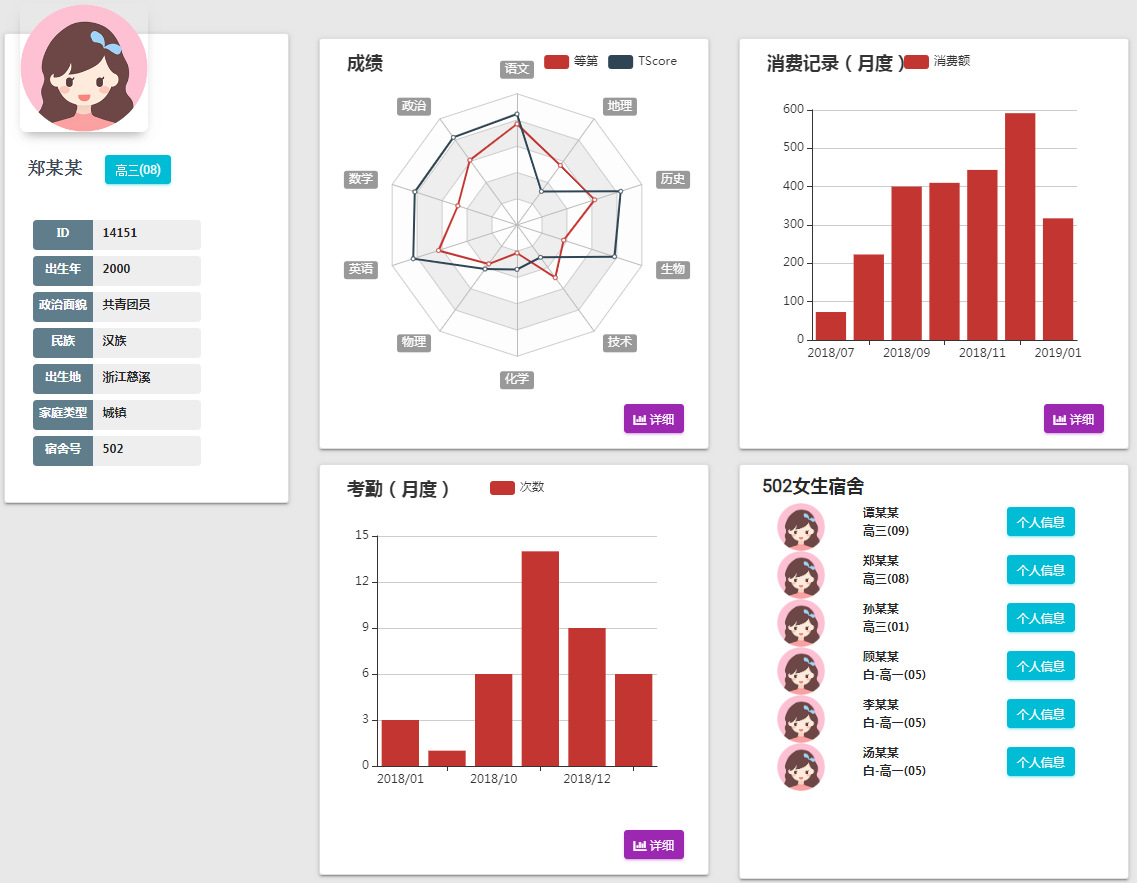 郑某某 高三(08)
ID 14151
出生年 2000
政治面貌 共青团员
民族 汉族
出生地 浙江慈溪
家庭类型 城镇
宿舍号 502
成绩
等第 TScore
语文
政治 地理
数学 历史
英语 生物
物理 技术
化学
详细
消费记录（月度）
消费额
600
500
400
300
200
100
0
2018/07 2018/09 2018/11 2019/01
详细
考勤（月度）
次数
15
12
9
6
3
0
2018/01 2018/10 2018/12
详细
502女生宿舍
谭某某
高三(09)
个人信息
郑某某
高三(08)
个人信息
孙某某
高三(01)
个人信息
顾某某
白-高一(05)
个人信息
李某某
白-高一(05)
个人信息
汤某某
白-高一(05)
个人信息